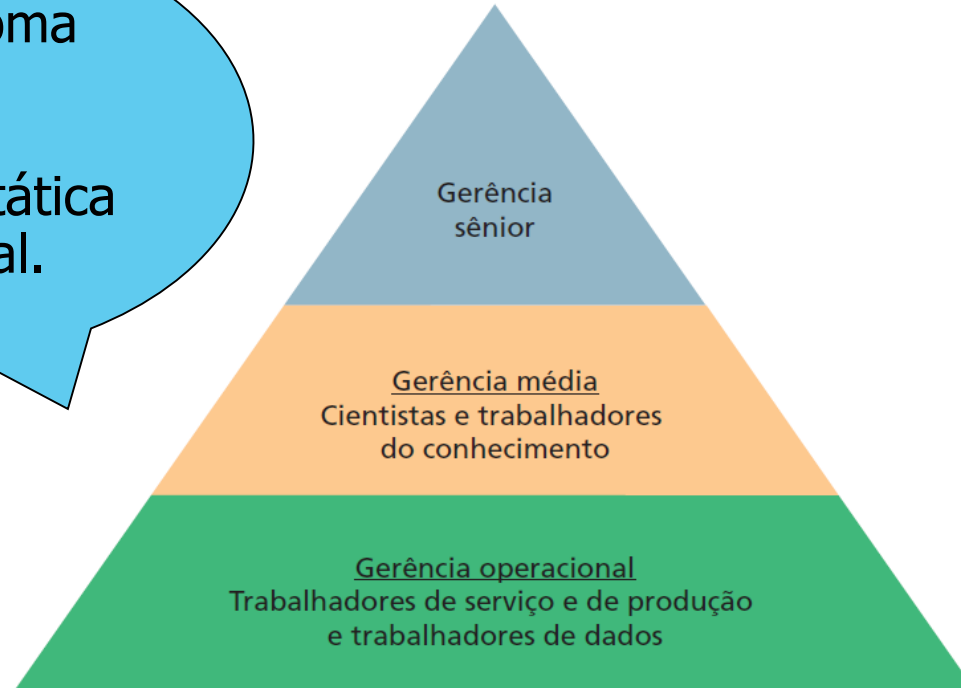 tática
al.
Gerência
sênior
Gerência média
Cientistas e trabalhadores
do conhecimento
Gerência operacional
Trabalhadores de serviço e de produção
e trabalhadores de dados